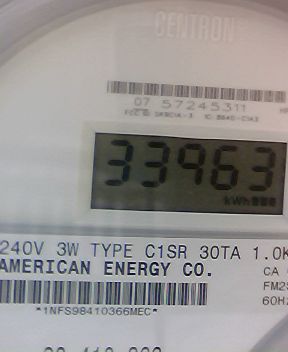 CENTRON
07 57245311
33963
kWh
240V 3W TYPE C1SR 30TA 1.0K
AMERICAN ENERGY CO.
CA
FM2S
60HZ
*1NFS98410366MEC*